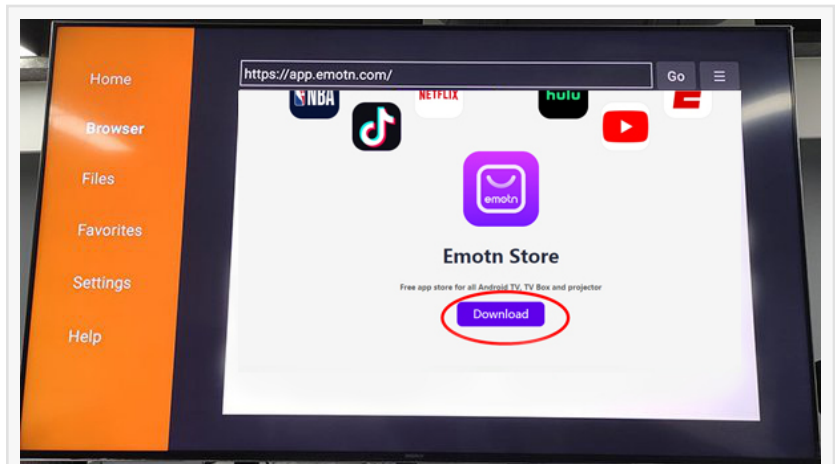 Home
Browser
Files
Favorites
Settings
Help
https://app.emotn.com/
Go
NBA
NETFLIX
hulu
E
emotn
Emotn Store
Free app store for all Android TV, TV Box and projector
Download